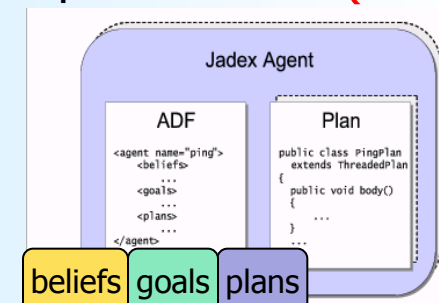 Jadex Agent
ADF
<agent name="ping">
<beliefs>
...
<goals>
...
<plans>
...
</agent>
Plan
public class PingPlan
extends ThreadedPlan
{
public void body()
{
...
}
...
beliefs goals plans